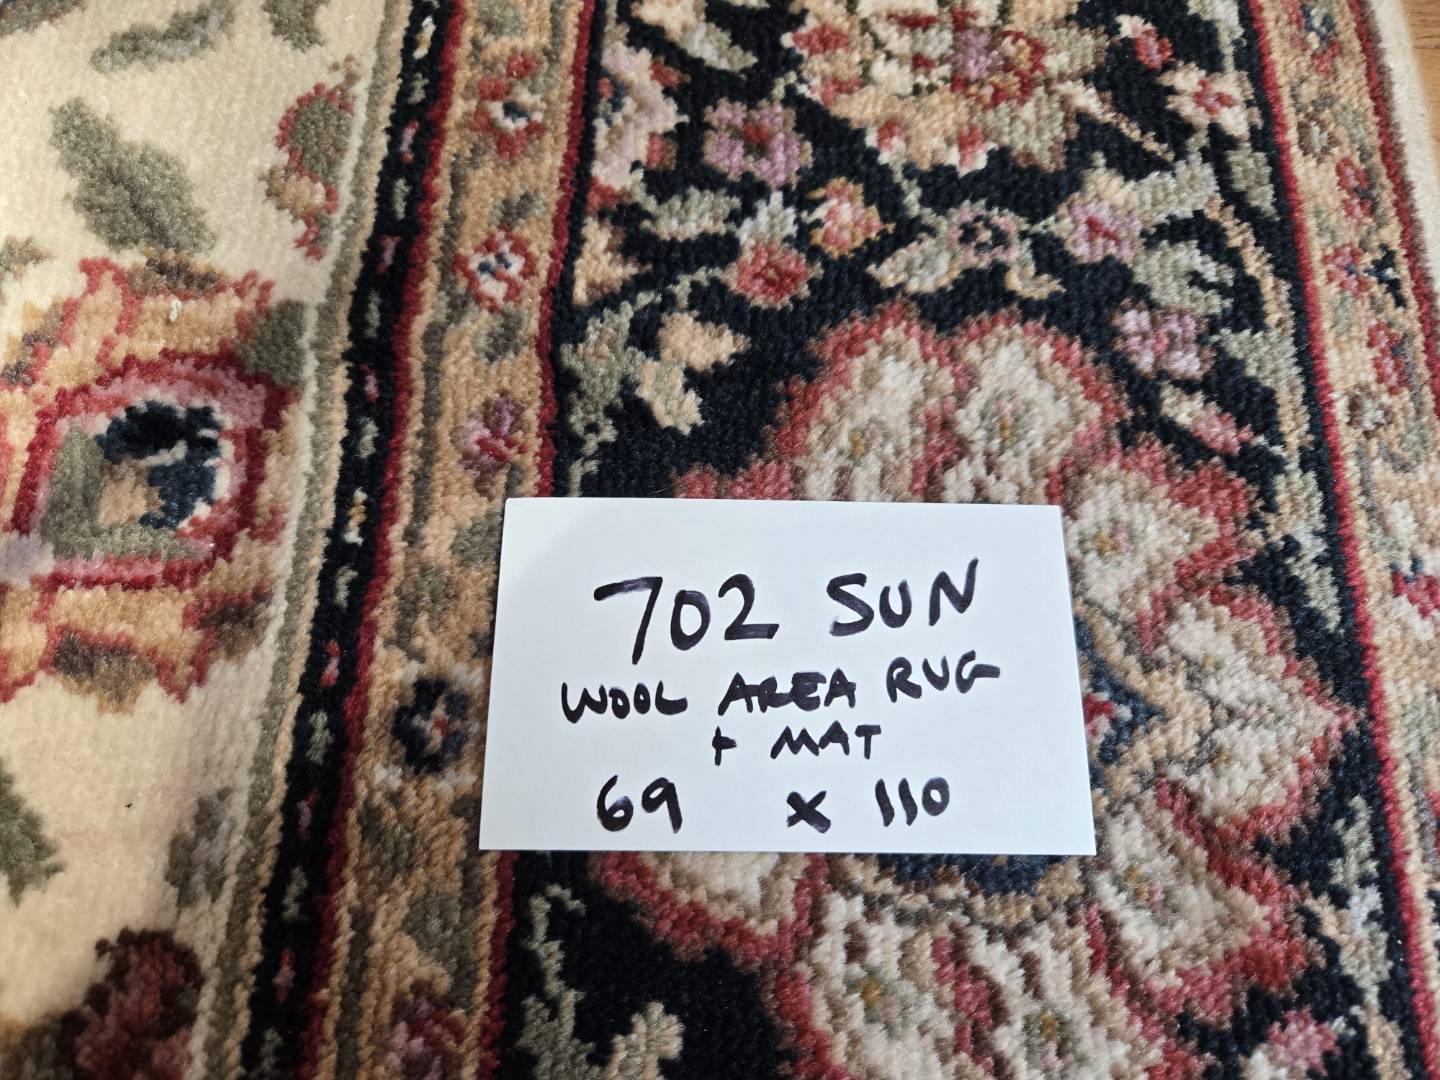 702 SUN
WOOL AREA RUG
+ MAT
69 x 110